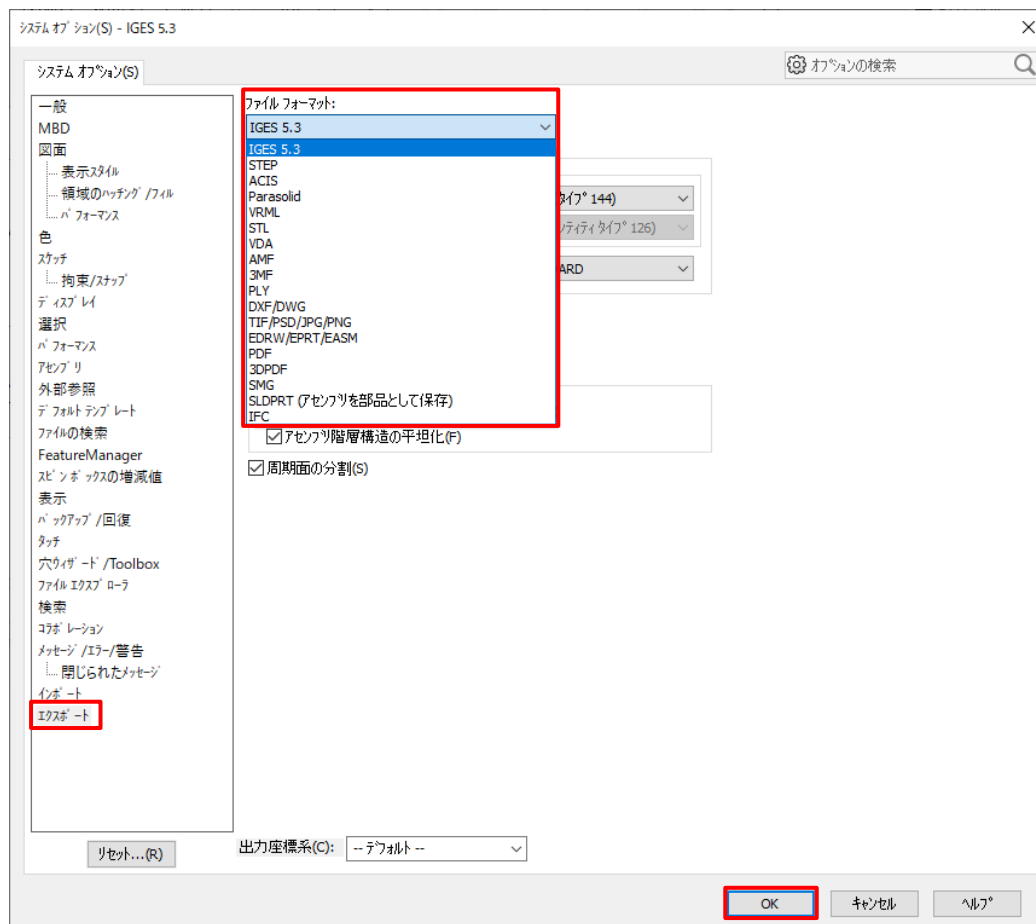 システム オプション(S) - IGES 5.3
システム オプション(S)
オプションの検索
一般
MBD
図面
表示スタイル
領域のハッチング/フィル
パフォーマンス
色
スケッチ
拘束/スナップ
ディスプレイ
選択
パフォーマンス
アセンブリ
外部参照
デフォルト テンプレート
ファイルの検索
FeatureManager
スピン ボックスの増減値
表示
バックアップ/回復
タッチ
穴ウィザード/Toolbox
ファイル エクスプローラ
検索
コラボレーション
メッセージ/エラー/警告
閉じられたメッセージ
インポート
エクスポート
リセット...(R)
ファイル フォーマット:
IGES 5.3
IGES 5.3
STEP
ACIS
Parasolid
VRML
STL
VDA
AMF
3MF
PLY
DXF/DWG
TIF/PSD/JPG/PNG
EDRW/EPRT/EASM
PDF
3DPDF
SMG
SLDPRT (アセンブリを部品として保存)
IFC
タイプ 144)
ンティティ タイプ 126)
ARD
アセンブリ階層構造の平坦化(F)
周期面の分割(S)
出力座標系(C): -- デフォルト --
OK キャンセル ヘルプ